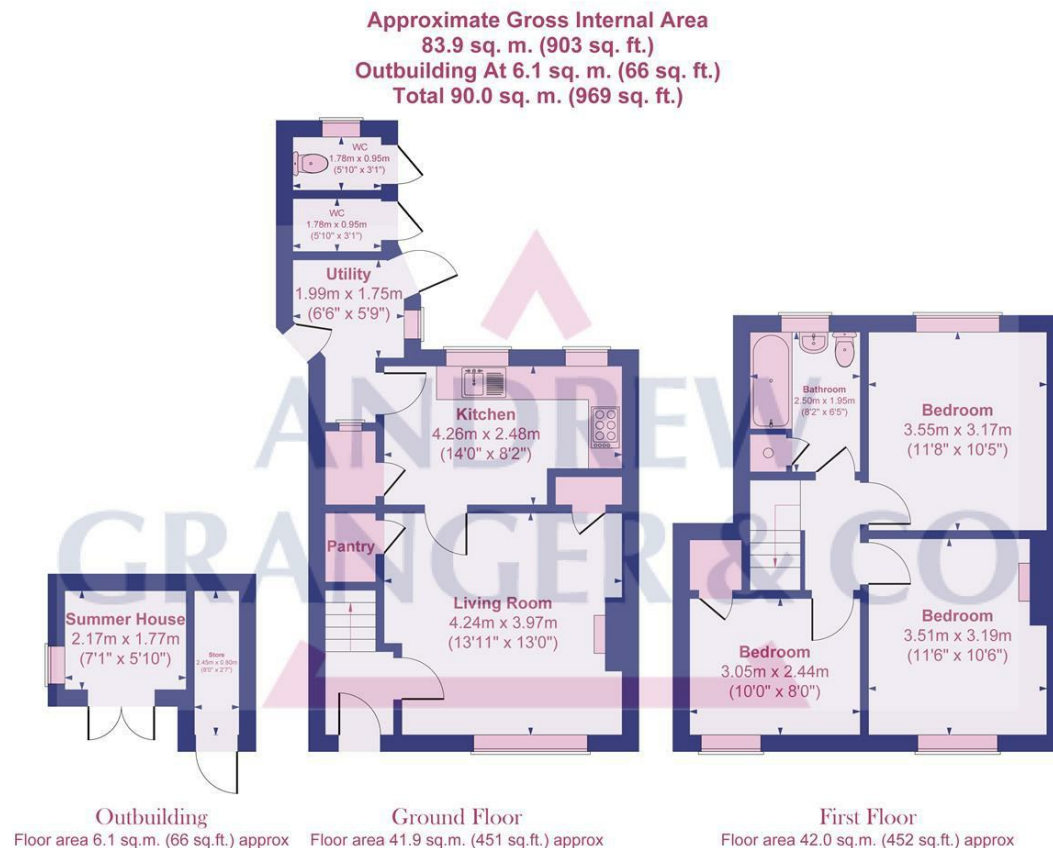 Approximate Gross Internal Area
83.9 sq. m. (903 sq. ft.)
Outbuilding At 6.1 sq. m. (66 sq. ft.)
Total 90.0 sq. m. (969 sq. ft.)
WC
1.78m x 0.95m
(5'10" x 3'1")
WC
1.78m x 0.95m
(5'10" x 3'1")
Utility
1.99m x 1.75m
(6'6" x 5'9")
Kitchen
4.26m x 2.48m
(14'0" x 8'2")
Pantry
Living Room
4.24m x 3.97m
(13'11" x 13'0")
Bathroom
2.50m x 1.95m
(8'2" x 6'5")
Bedroom
3.55m x 3.17m
(11'8" x 10'5")
Bedroom
3.51m x 3.19m
(11'6" x 10'6")
Bedroom
3.05m x 2.44m
(10'0" x 8'0")
Summer House
2.17m x 1.77m
(7'1" x 5'10")
Store
2.45m x 0.80m
(8'0" x 2'7")
ANDREW
GRANGER & CO
Outbuilding
Floor area 6.1 sq.m. (66 sq.ft.) approx
Ground Floor
Floor area 41.9 sq.m. (451 sq.ft.) approx
First Floor
Floor area 42.0 sq.m. (452 sq.ft.) approx